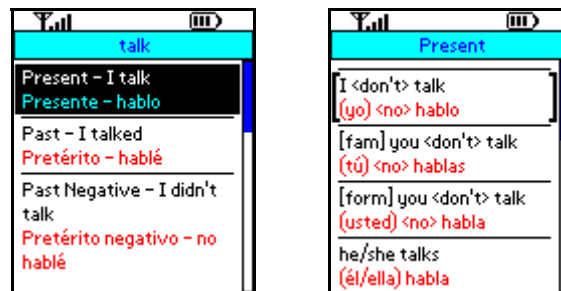 talk
Present – I talk
Presente – hablo
Past – I talked
Pretérito – hablé
Past Negative – I didn't
talk
Pretérito negativo – no
hablé
Present
I <don't> talk
(yo) <no> hablo
[fam] you <don't> talk
(tú) <no> hablas
[form] you <don't> talk
(usted) <no> habla
he/she talks
(él/ella) habla